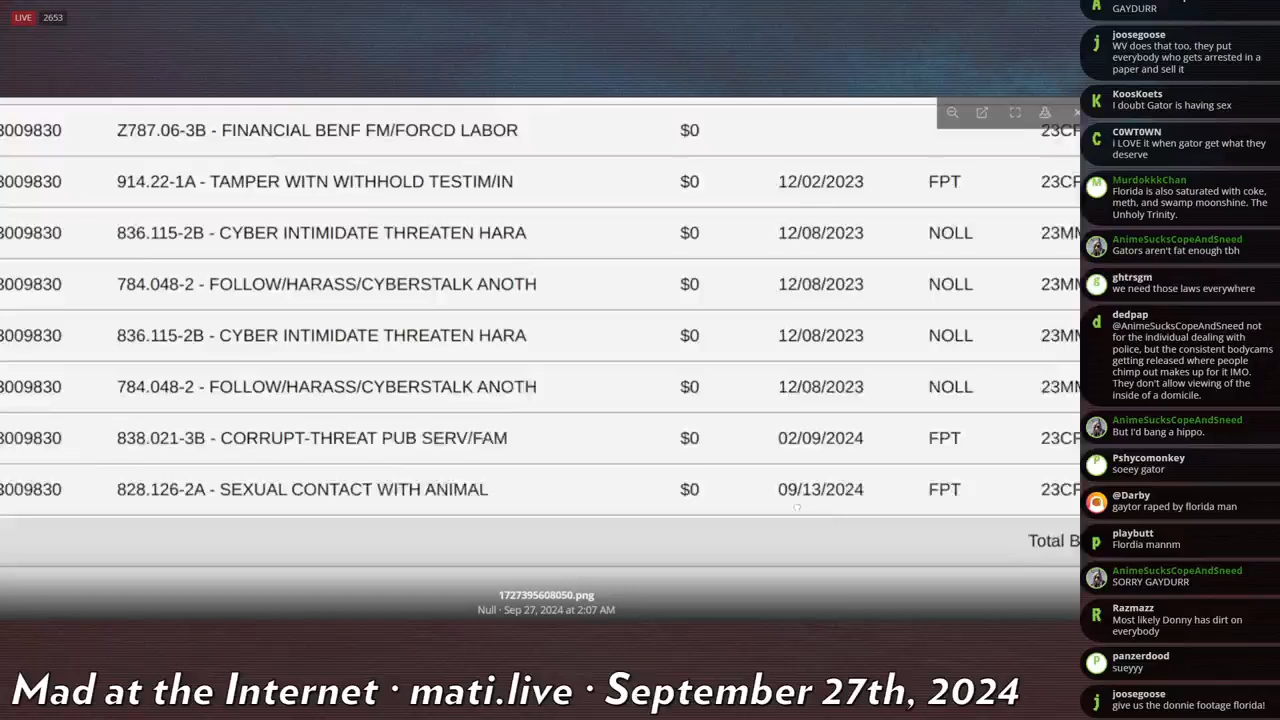 LIVE 2653
3009830 Z787.06-3B - FINANCIAL BENF FM/FORCD LABOR $0 23CF
3009830 914.22-1A - TAMPER WITN WITHHOLD TESTIM/IN $0 12/02/2023 FPT 23CF
3009830 836.115-2B - CYBER INTIMIDATE THREATEN HARA $0 12/08/2023 NOLL 23MM
3009830 784.048-2 - FOLLOW/HARASS/CYBERSTALK ANOTH $0 12/08/2023 NOLL 23MM
3009830 836.115-2B - CYBER INTIMIDATE THREATEN HARA $0 12/08/2023 NOLL 23MM
3009830 784.048-2 - FOLLOW/HARASS/CYBERSTALK ANOTH $0 12/08/2023 NOLL 23MM
3009830 838.021-3B - CORRUPT-THREAT PUB SERV/FAM $0 02/09/2024 FPT 23CF
3009830 828.126-2A - SEXUAL CONTACT WITH ANIMAL $0 09/13/2024 FPT 23CF
Total B
1727395608050.png
Null · Sep 27, 2024 at 2:07 AM
Mad at the Internet · mati.live · September 27th, 2024
GAYDURR
joosegoose
WV does that too, they put
everybody who gets arrested in a
paper and sell it
KoosKoets
I doubt Gator is having sex
C0WT0WN
i LOVE it when gator get what they
deserve
MurdokkkChan
Florida is also saturated with coke,
meth, and swamp moonshine. The
Unholy Trinity.
AnimeSucksCopeAndSneed
Gators aren't fat enough tbh
ghtrsgm
we need those laws everywhere
dedpap
@AnimeSucksCopeAndSneed not
for the individual dealing with
police, but the consistent bodycams
getting released where people
chimp out makes up for it IMO.
They don't allow viewing of the
inside of a domicile.
AnimeSucksCopeAndSneed
But I'd bang a hippo.
Pshycomonkey
soeey gator
@Darby
gaytor raped by florida man
playbutt
Flordia mannm
AnimeSucksCopeAndSneed
SORRY GAYDURR
Razmazz
Most likely Donny has dirt on
everybody
panzerdood
sueyyy
joosegoose
give us the donnie footage florida!